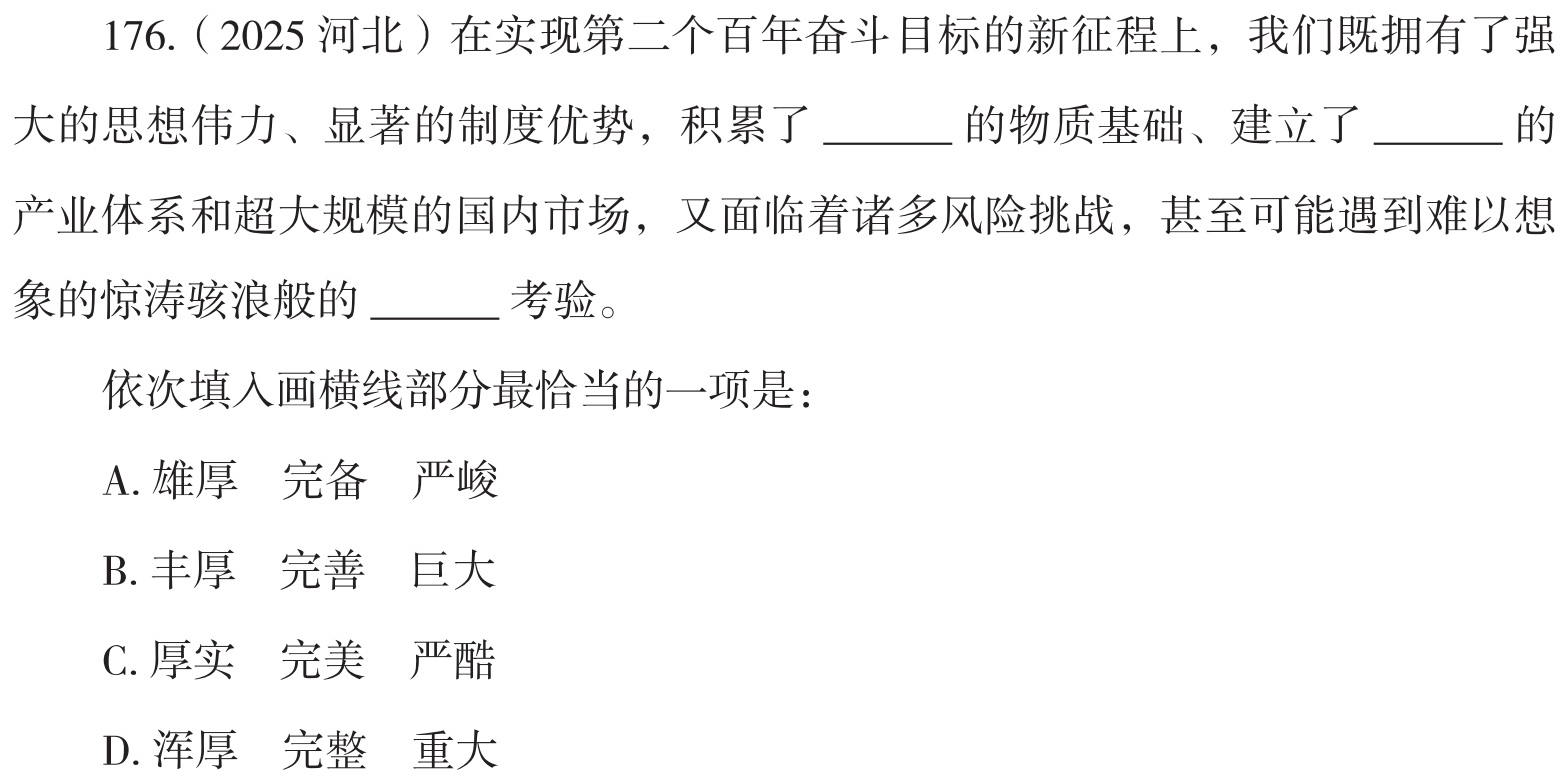 176.（2025 河北）在实现第二个百年奋斗目标的新征程上，我们既拥有了强
大的思想伟力、显著的制度优势，积累了 ______ 的物质基础、建立了 ______ 的
产业体系和超大规模的国内市场，又面临着诸多风险挑战，甚至可能遇到难以想
象的惊涛骇浪般的 ______ 考验。
依次填入画横线部分最恰当的一项是：
A. 雄厚　完备　严峻
B. 丰厚　完善　巨大
C. 厚实　完美　严酷
D. 浑厚　完整　重大